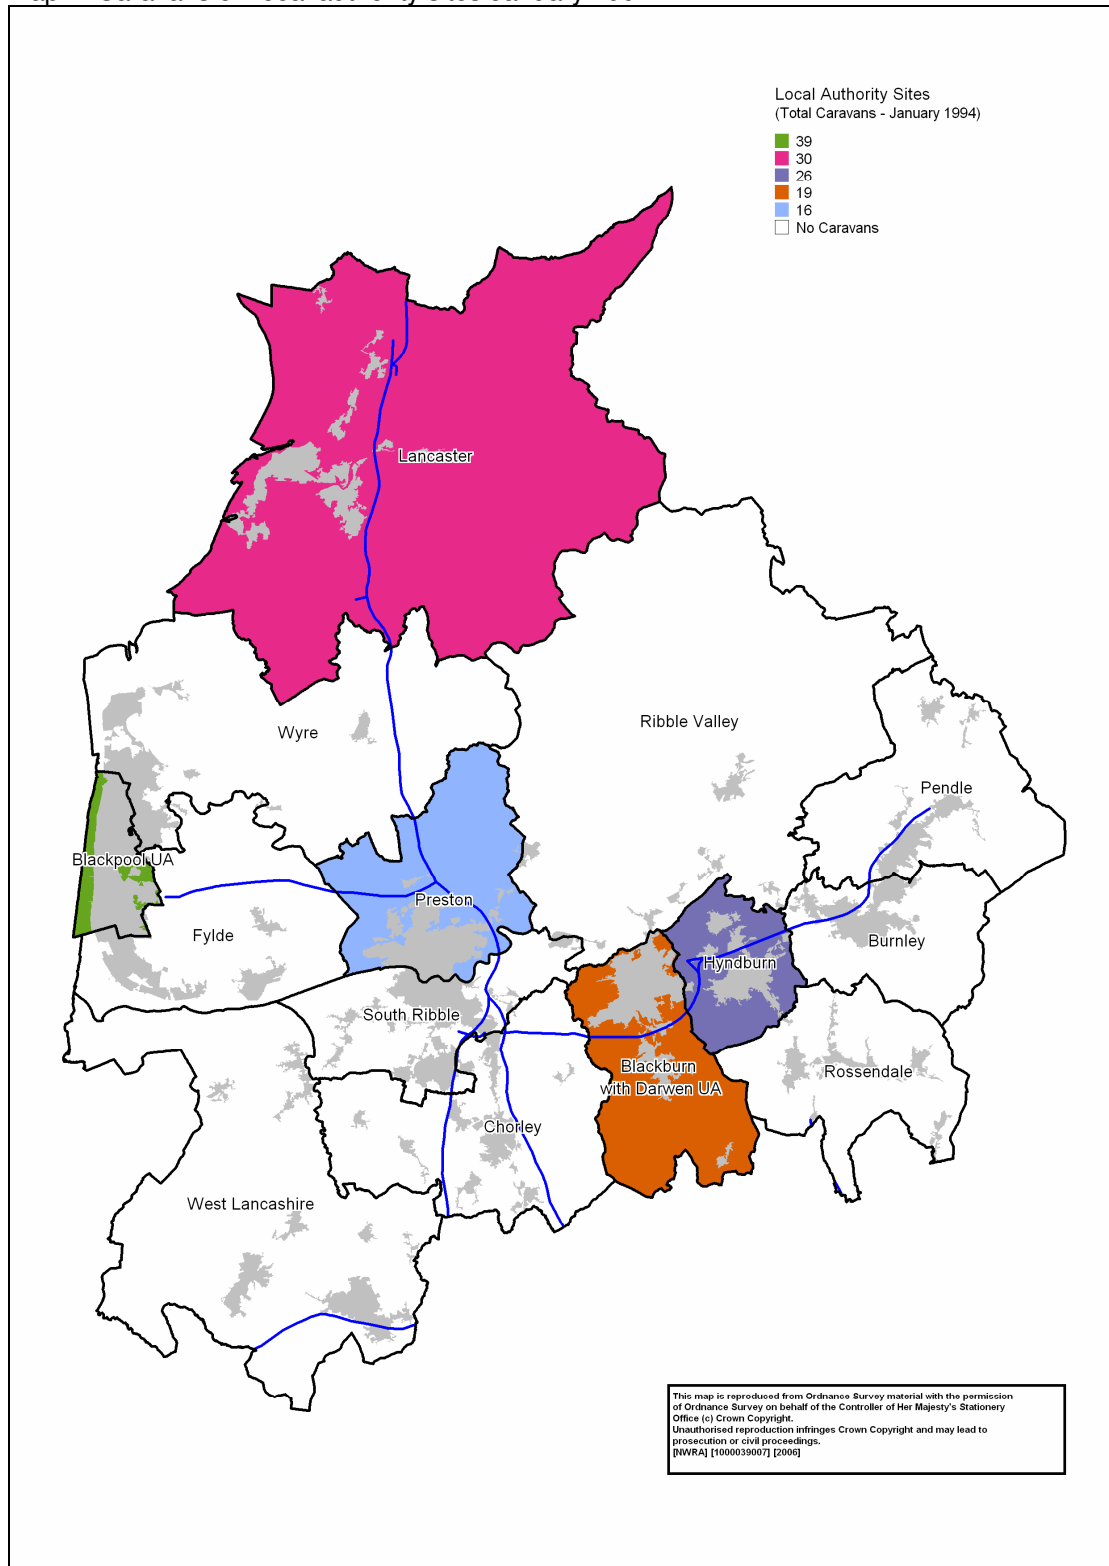 Local Authority Sites
(Total Caravans - January 1994)
39
30
26
19
16
No Caravans
Lancaster
Wyre
Ribble Valley
Pendle
Blackpool UA
Preston
Fylde
Burnley
Hyndburn
South Ribble
Blackburn
with Darwen UA
Rossendale
Chorley
West Lancashire
This map is reproduced from Ordnance Survey material with the permission
of Ordnance Survey on behalf of the Controller of Her Majesty's Stationery
Office (c) Crown Copyright.
Unauthorised reproduction infringes Crown Copyright and may lead to
prosecution or civil proceedings.
[NWRA] [1000039007] [2006]